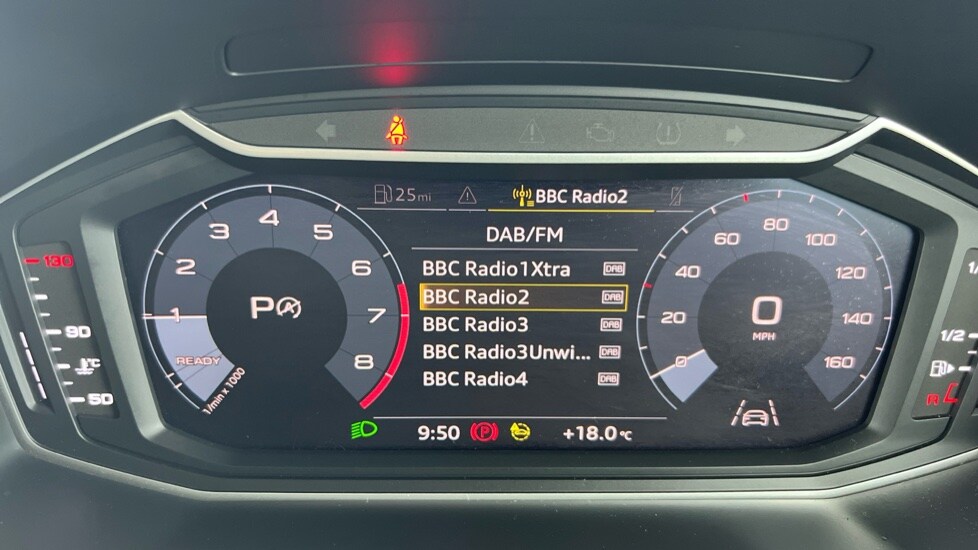 25mi
BBC Radio2
DAB/FM
BBC Radio1Xtra DAB
BBC Radio2 DAB
BBC Radio3 DAB
BBC Radio3Unwi... DAB
BBC Radio4 DAB
1 2 3 4 5 6 7 8
READY
1/min x 1000
P A
0 20 40 60 80 100 120 140 160
0
MPH
130
90
°C
50
1/2
R
9:50 P +18.0°C